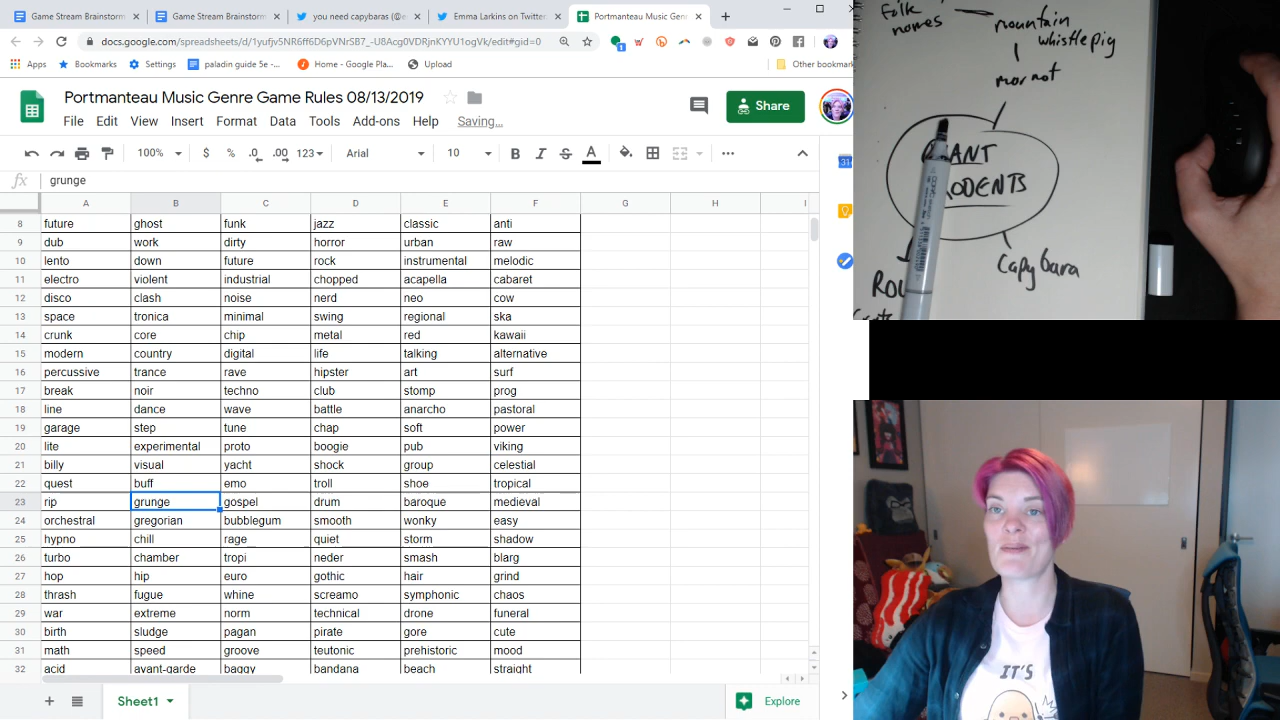 Game Stream Brainstorm
Game Stream Brainstorm
you need capybaras (@e
Emma Larkins on Twitter
Portmanteau Music Genre
docs.google.com/spreadsheets/d/1yufjv5NR6ff6D6pVNrSB7_-U8Acg0VDRjnKYYU1ogVk/edit#gid=0
Apps
Bookmarks
Settings
paladin guide 5e -...
Home - Google Pla...
Upload
Other bookmark
Portmanteau Music Genre Game Rules 08/13/2019
File Edit View Insert Format Data Tools Add-ons Help Saving...
Share
100% $ % .0 .00 123 Arial 10 B I S A
fx grunge
A B C D E F G H I
8 future ghost funk jazz classic anti
9 dub work dirty horror urban raw
10 lento down future rock instrumental melodic
11 electro violent industrial chopped acapella cabaret
12 disco clash noise nerd neo cow
13 space tronica minimal swing regional ska
14 crunk core chip metal red kawaii
15 modern country digital life talking alternative
16 percussive trance rave hipster art surf
17 break noir techno club stomp prog
18 line dance wave battle anarcho pastoral
19 garage step tune chap soft power
20 lite experimental proto boogie pub viking
21 billy visual yacht shock group celestial
22 quest buff emo troll shoe tropical
23 rip grunge gospel drum baroque medieval
24 orchestral gregorian bubblegum smooth wonky easy
25 hypno chill rage quiet storm shadow
26 turbo chamber tropi neder smash blarg
27 hop hip euro gothic hair grind
28 thrash fugue whine screamo symphonic chaos
29 war extreme norm technical drone funeral
30 birth sludge pagan pirate gore cute
31 math speed groove teutonic prehistoric mood
32 acid avant-garde baggy bandana beach straight
Sheet1
Explore
31
folk
names
mountain
whistlepig
marmot
ANT
ODENTS
capybara
ROU
IT'S